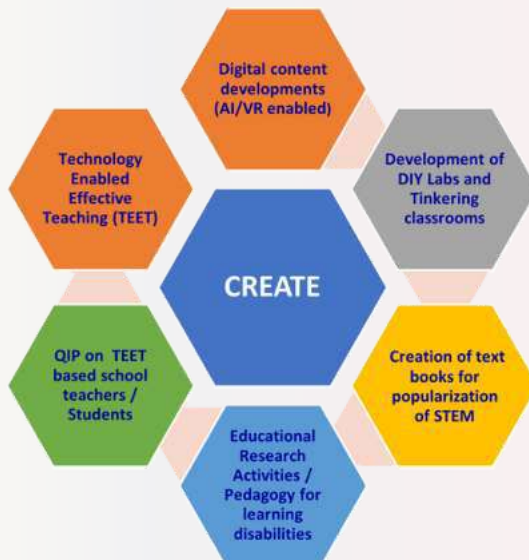 Digital content
developments
(AI/VR enabled)
Technology
Enabled
Effective
Teaching (TEET)
Development of
DIY Labs and
Tinkering
classrooms
CREATE
QIP on TEET
based school
teachers /
Students
Creation of text
books for
popularization
of STEM
Educational
Research
Activities /
Pedagogy for
learning
disabilities